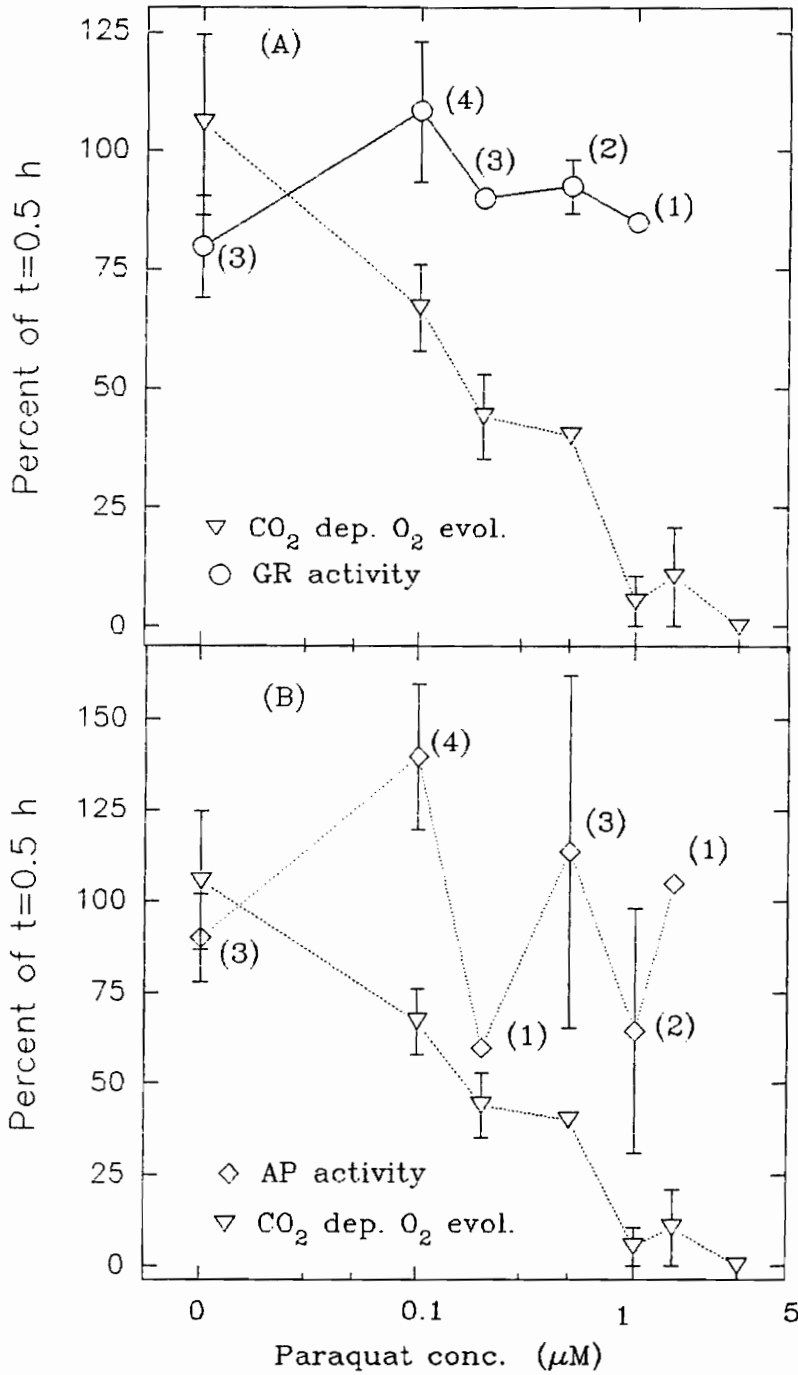 125
(A)
(4)
100
(3)
(2)
(1)
75
(3)
50
25
CO₂ dep. O₂ evol.
GR activity
0
Percent of t=0.5 h
(B)
150
(4)
125
(3)
(1)
100
(3)
75
(1)
(2)
50
AP activity
25
CO₂ dep. O₂ evol.
0
Percent of t=0.5 h
0 0.1 1 5
Paraquat conc. (μM)